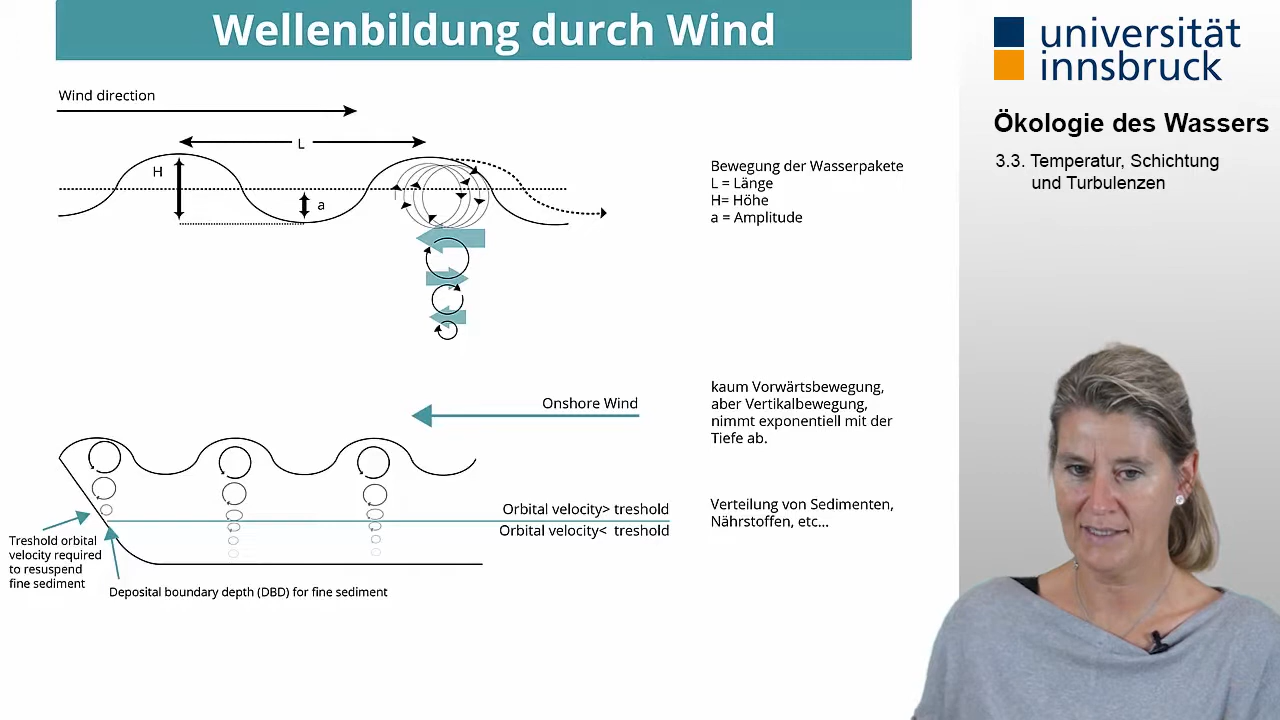 Wellenbildung durch Wind
universität
innsbruck
Ökologie des Wassers
3.3. Temperatur, Schichtung
und Turbulenzen
Wind direction
L
H
a
Bewegung der Wasserpakete
L = Länge
H= Höhe
a = Amplitude
Onshore Wind
kaum Vorwärtsbewegung,
aber Vertikalbewegung,
nimmt exponentiell mit der
Tiefe ab.
Orbital velocity> treshold
Orbital velocity< treshold
Verteilung von Sedimenten,
Nährstoffen, etc...
Treshold orbital
velocity required
to resuspend
fine sediment
Deposital boundary depth (DBD) for fine sediment